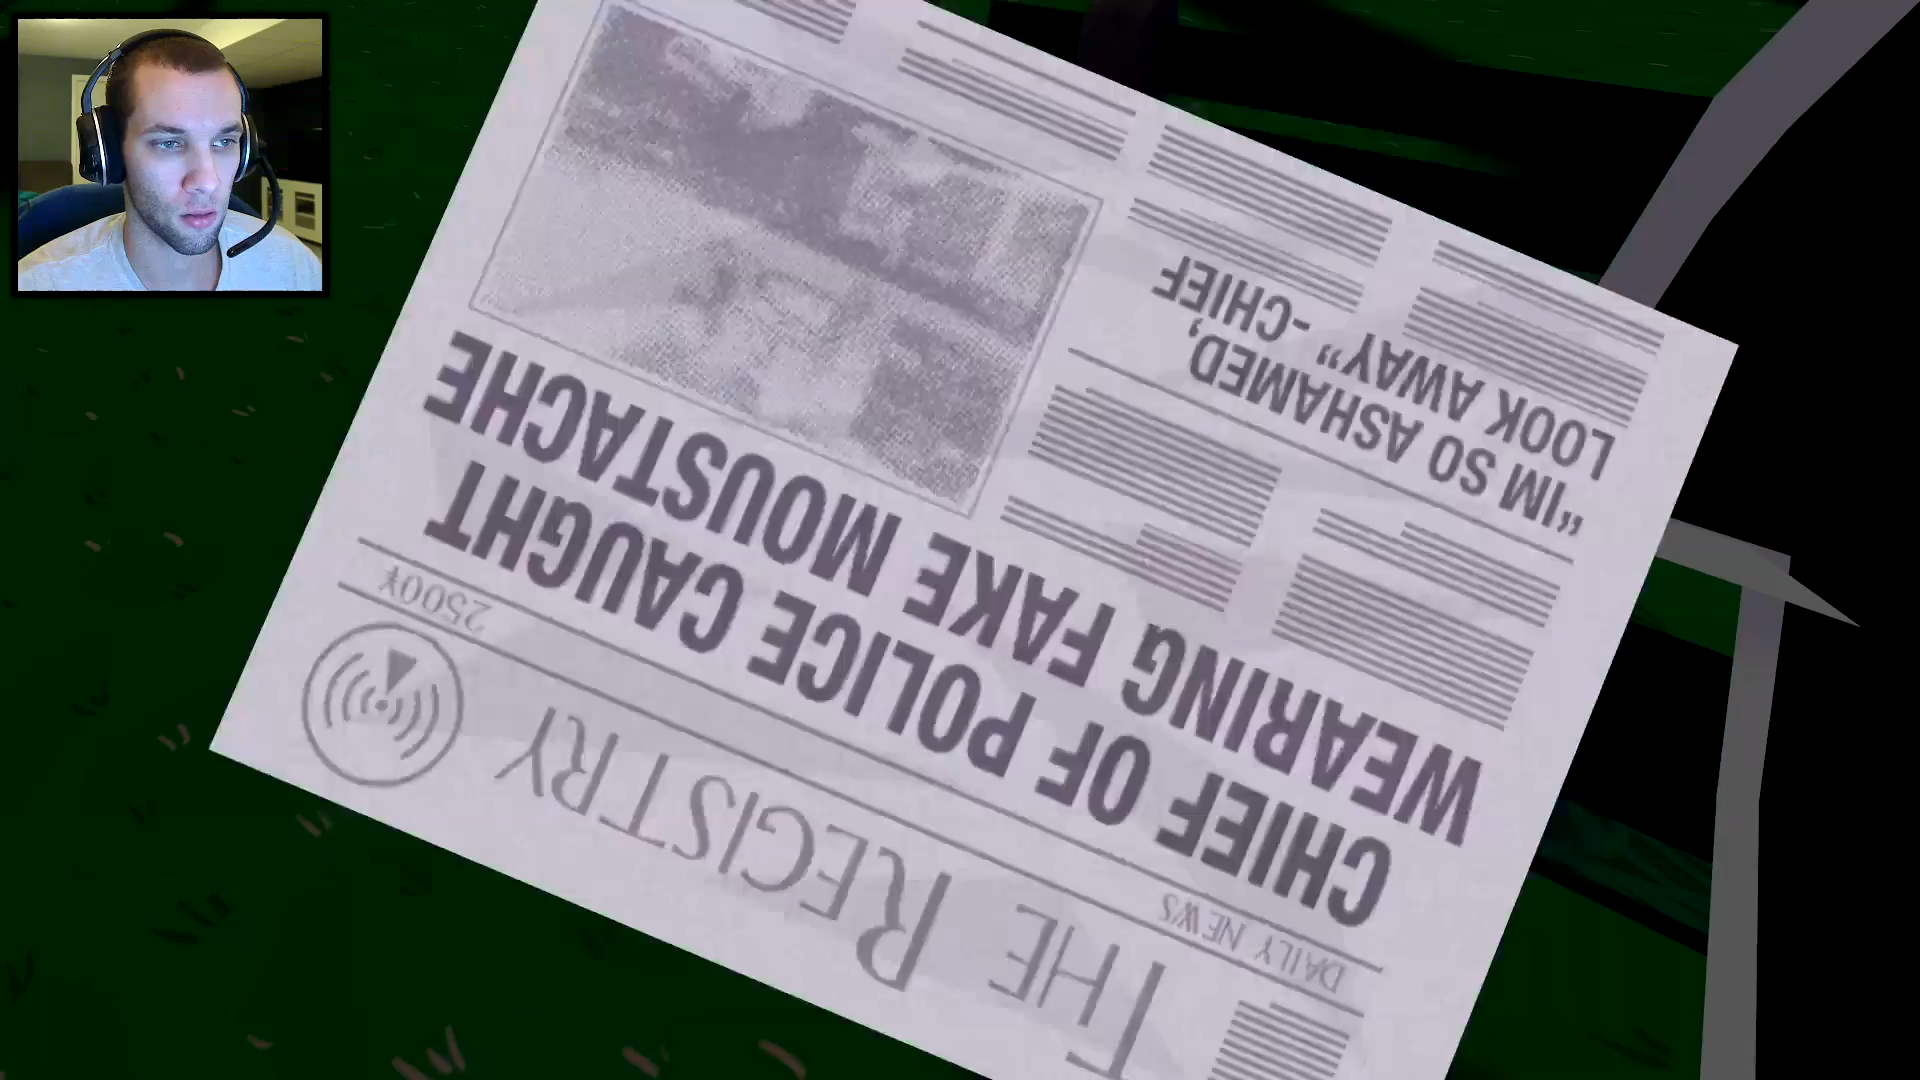 THE REGISTRY
DAILY NEWS
2500¥
CHIEF OF POLICE CAUGHT
WEARING FAKE MOUSTACHE
“IM SO ASHAMED,
LOOK AWAY” -CHIEF